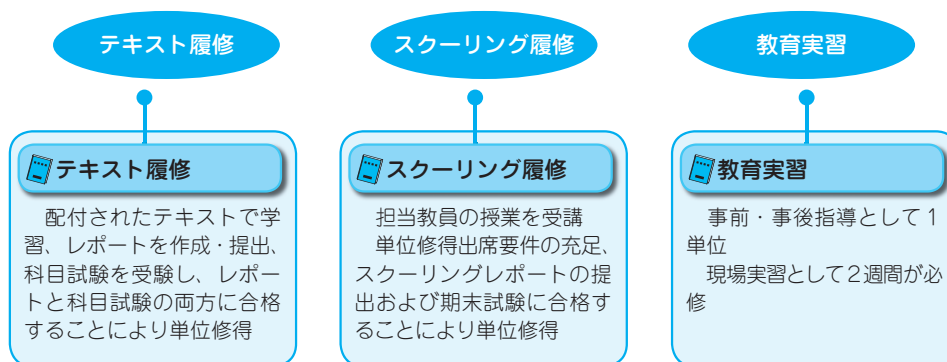 テキスト履修
スクーリング履修
教育実習
テキスト履修
配付されたテキストで学
習、レポートを作成・提出、
科目試験を受験し、レポー
トと科目試験の両方に合格
することにより単位修得
スクーリング履修
担当教員の授業を受講
単位修得出席要件の充足、
スクーリングレポートの提
出および期末試験に合格す
ることにより単位修得
教育実習
事前・事後指導として1
単位
現場実習として2週間が必
修